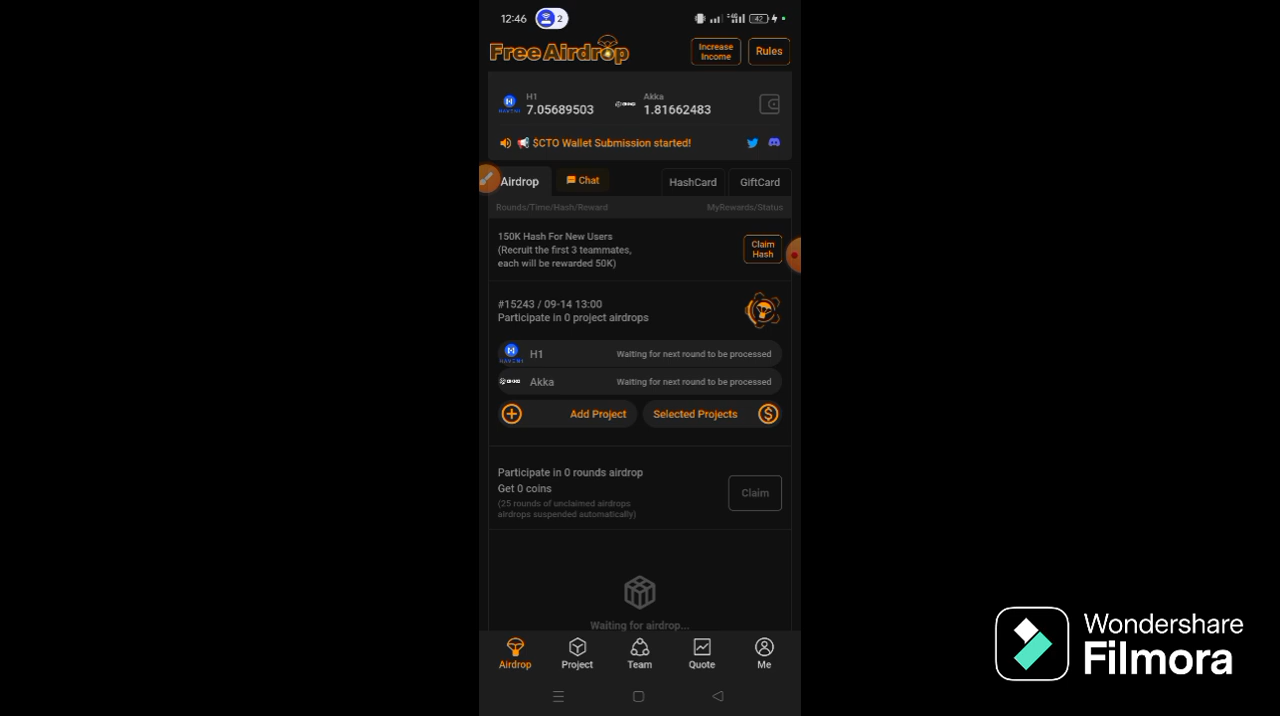 12:46
2
42
Free Airdrop
Increase
Income
Rules
H1
7.05689503
Akka
1.81662483
📢 $CTO Wallet Submission started!
Airdrop
Chat
HashCard
GiftCard
Rounds/Time/Hash/Reward
MyRewards/Status
150K Hash For New Users
(Recruit the first 3 teammates,
each will be rewarded 50K)
Claim
Hash
#15243 / 09-14 13:00
Participate in 0 project airdrops
H1
Waiting for next round to be processed
Akka
Waiting for next round to be processed
Add Project
Selected Projects
Participate in 0 rounds airdrop
Get 0 coins
(25 rounds of unclaimed airdrops
airdrops suspended automatically)
Claim
Waiting for airdrop...
Airdrop
Project
Team
Quote
Me
Wondershare
Filmora